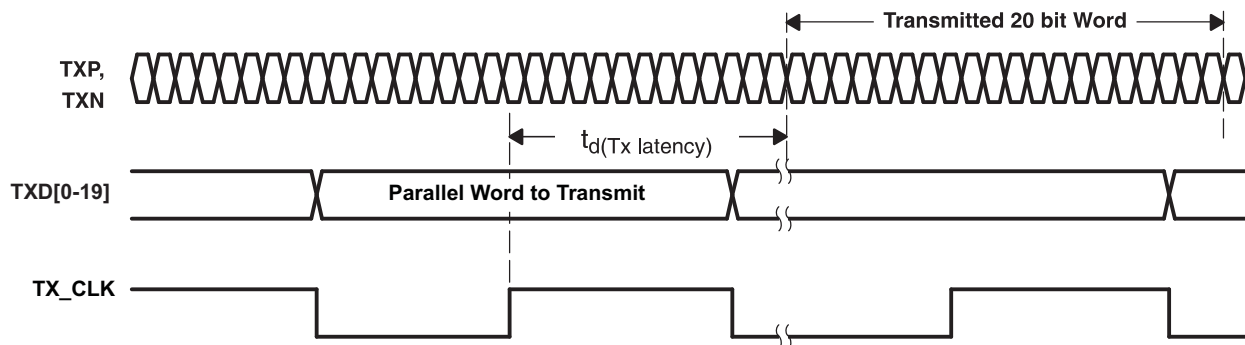 Transmitted 20 bit Word
TXP,
TXN
td(Tx latency)
TXD[0-19]
Parallel Word to Transmit
TX_CLK